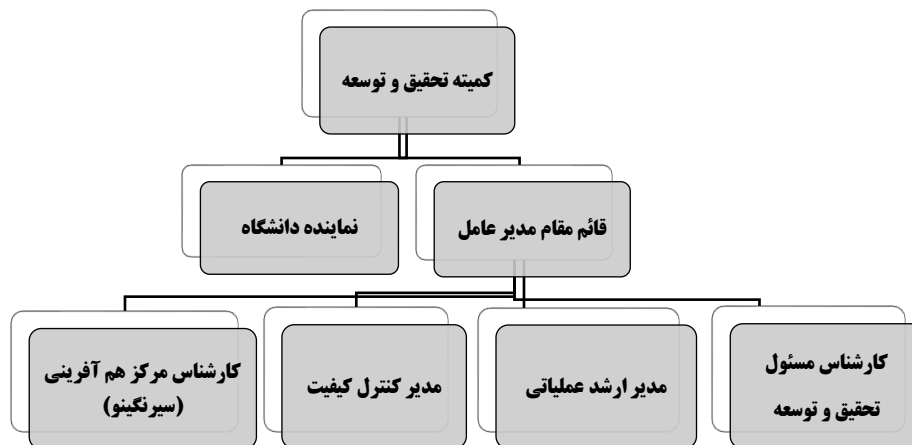 کمیته تحقیق و توسعه
قائم مقام مدیر عامل
نماینده دانشگاه
کارشناس مسئول
تحقیق و توسعه
مدیر ارشد عملیاتی
مدیر کنترل کیفیت
کارشناس مرکز هم آفرینی
(سیرنگینو)